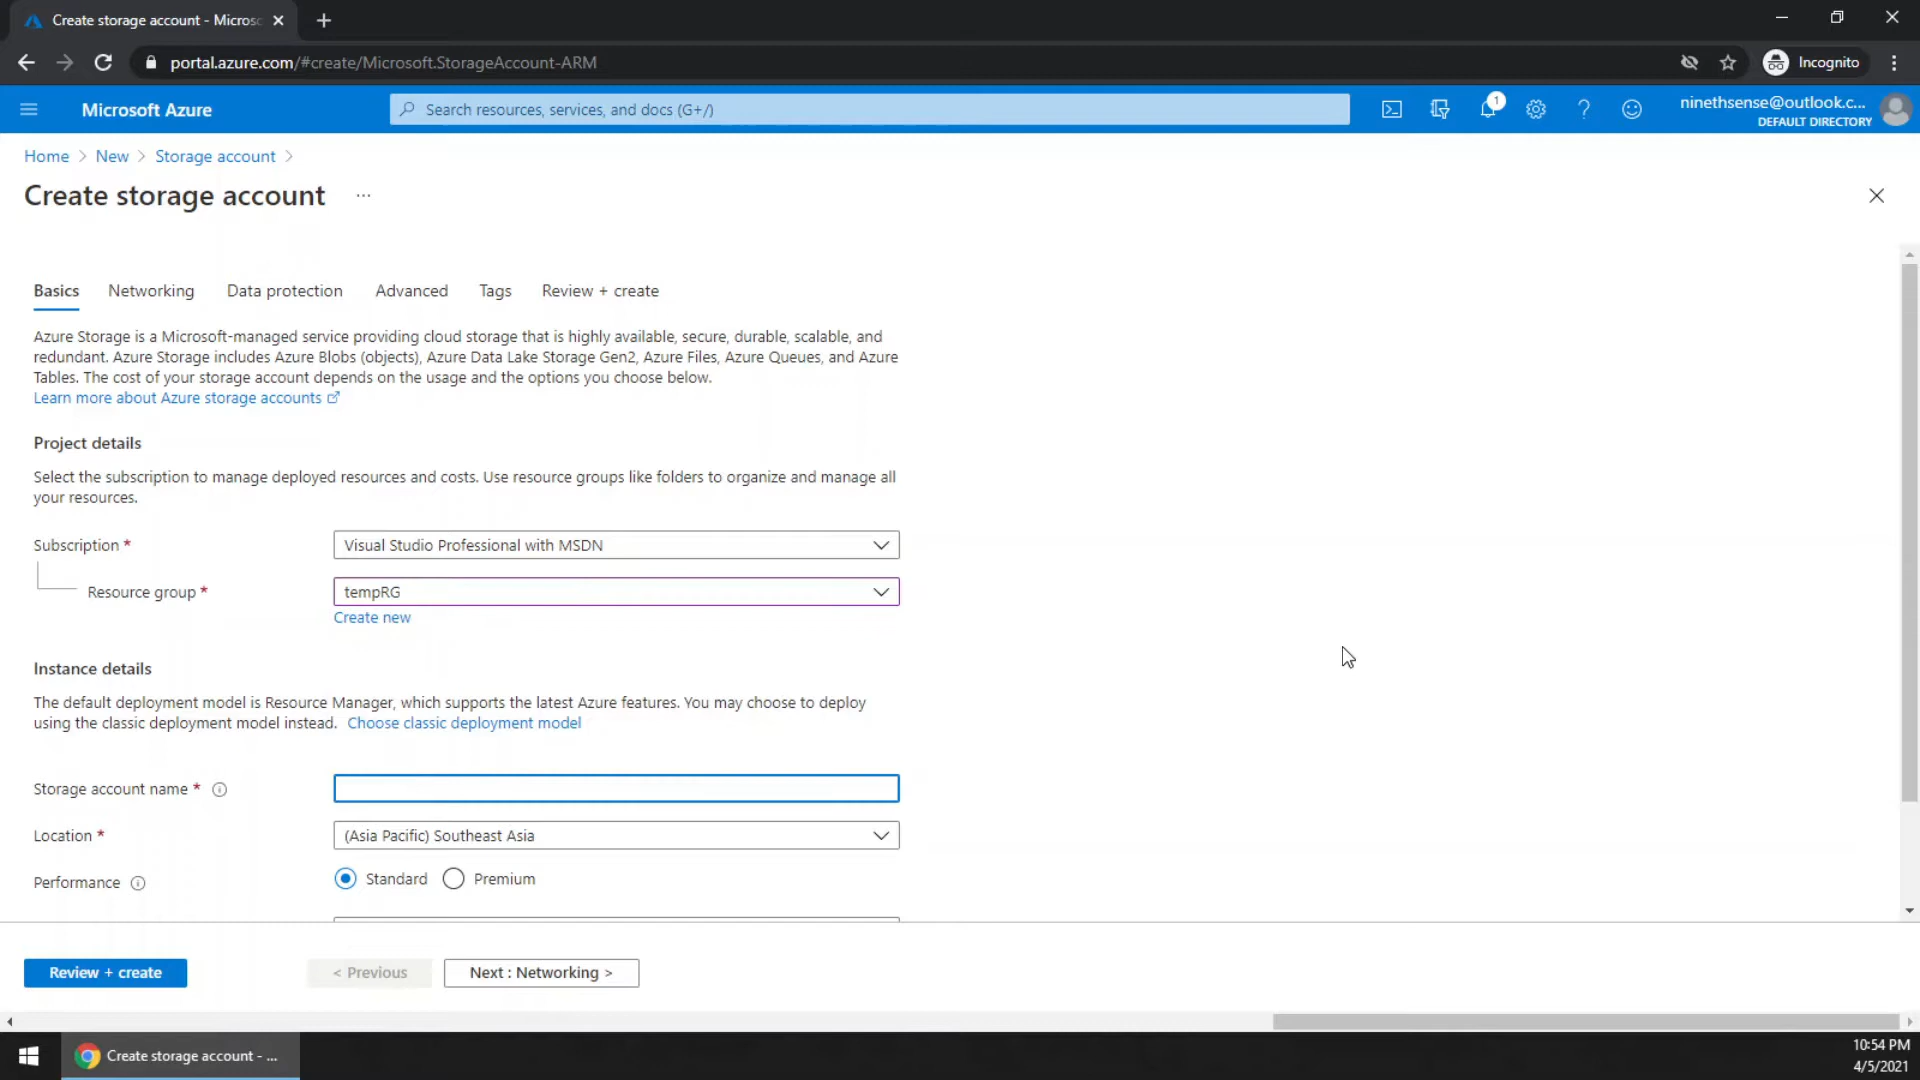 Create storage account - Micros
portal.azure.com/#create/Microsoft.StorageAccount-ARM
Incognito
Microsoft Azure
Search resources, services, and docs (G+/)
1
ninethsense@outlook.c...
DEFAULT DIRECTORY
Home > New > Storage account >
Create storage account ...
Basics Networking Data protection Advanced Tags Review + create
Azure Storage is a Microsoft-managed service providing cloud storage that is highly available, secure, durable, scalable, and
redundant. Azure Storage includes Azure Blobs (objects), Azure Data Lake Storage Gen2, Azure Files, Azure Queues, and Azure
Tables. The cost of your storage account depends on the usage and the options you choose below.
Learn more about Azure storage accounts
Project details
Select the subscription to manage deployed resources and costs. Use resource groups like folders to organize and manage all
your resources.
Subscription * Visual Studio Professional with MSDN
Resource group * tempRG
Create new
Instance details
The default deployment model is Resource Manager, which supports the latest Azure features. You may choose to deploy
using the classic deployment model instead. Choose classic deployment model
Storage account name *
Location * (Asia Pacific) Southeast Asia
Performance Standard Premium
Review + create < Previous Next : Networking >
Create storage account - ...
10:54 PM
4/5/2021